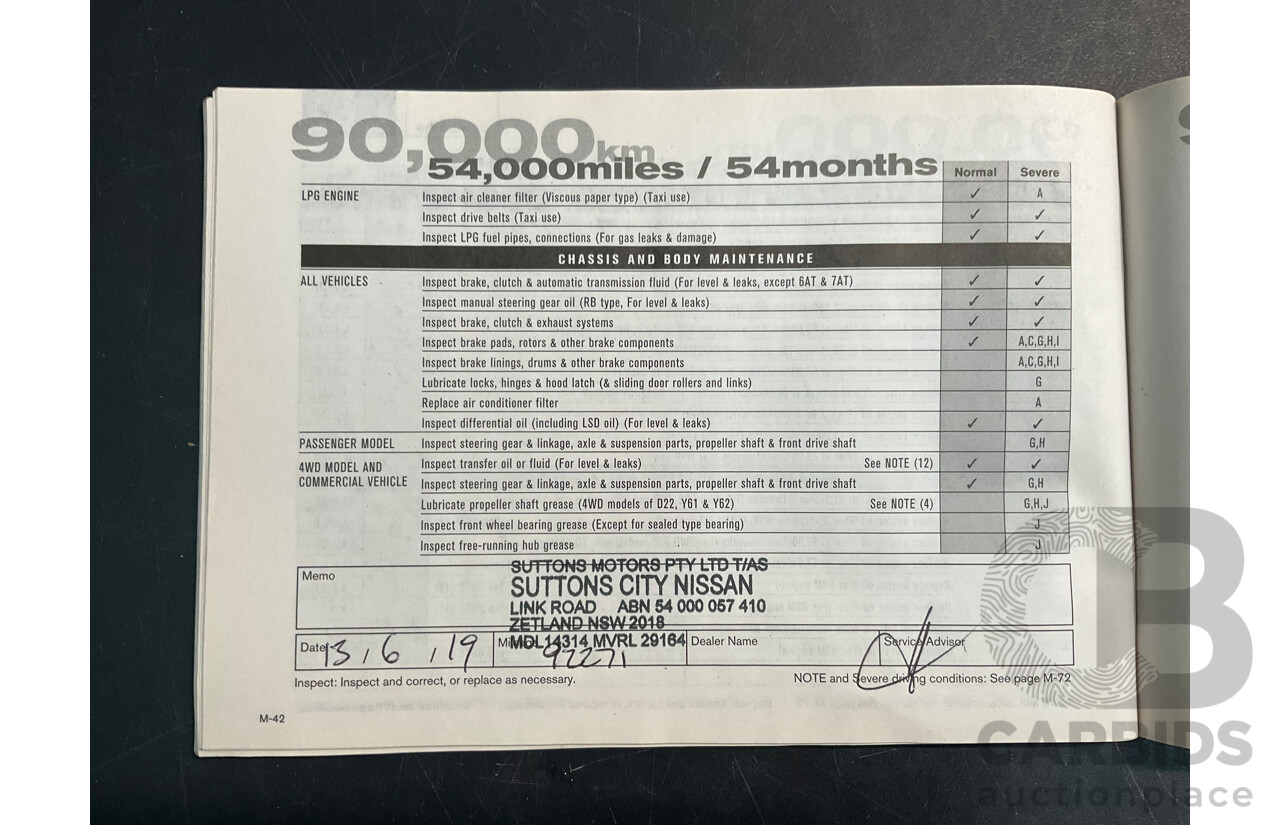 90,000km
54,000miles / 54months
Normal Severe
LPG ENGINE Inspect air cleaner filter (Viscous paper type) (Taxi use) ✓ A
Inspect drive belts (Taxi use) ✓ ✓
Inspect LPG fuel pipes, connections (For gas leaks & damage) ✓ ✓
CHASSIS AND BODY MAINTENANCE
ALL VEHICLES Inspect brake, clutch & automatic transmission fluid (For level & leaks, except 6AT & 7AT) ✓ ✓
Inspect manual steering gear oil (RB type, For level & leaks) ✓ ✓
Inspect brake, clutch & exhaust systems ✓ ✓
Inspect brake pads, rotors & other brake components ✓ A,C,G,H,I
Inspect brake linings, drums & other brake components A,C,G,H,I
Lubricate locks, hinges & hood latch (& sliding door rollers and links) G
Replace air conditioner filter A
Inspect differential oil (including LSD oil) (For level & leaks) ✓ ✓
PASSENGER MODEL Inspect steering gear & linkage, axle & suspension parts, propeller shaft & front drive shaft G,H
4WD MODEL AND Inspect transfer oil or fluid (For level & leaks) See NOTE (12) ✓ ✓
COMMERCIAL VEHICLE Inspect steering gear & linkage, axle & suspension parts, propeller shaft & front drive shaft ✓ G,H
Lubricate propeller shaft grease (4WD models of D22, Y61 & Y62) See NOTE (4) G,H,J
Inspect front wheel bearing grease (Except for sealed type bearing) J
Inspect free-running hub grease J
Memo
SUTTONS MOTORS PTY LTD T/AS
SUTTONS CITY NISSAN
LINK ROAD ABN 54 000 057 410
ZETLAND NSW 2018
MDL14314 MVRL 29164
Date 13, 6, 19 92271 Dealer Name Service Advisor
Inspect: Inspect and correct, or replace as necessary. NOTE and Severe driving conditions: See page M-72
M-42
CB
CARBIDS
auctionplace